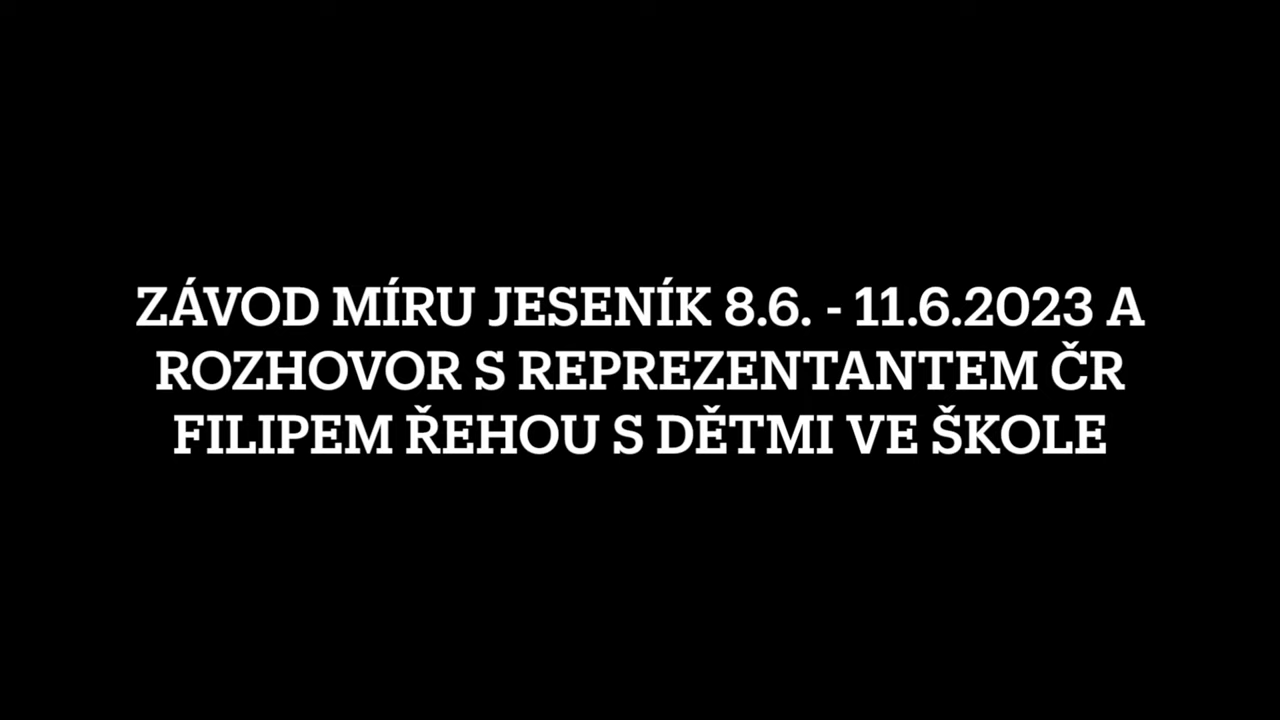 ZÁVOD MÍRU JESENÍK 8.6. - 11.6.2023 A
ROZHOVOR S REPREZENTANTEM ČR
FILIPEM ŘEHOU S DĚTMI VE ŠKOLE